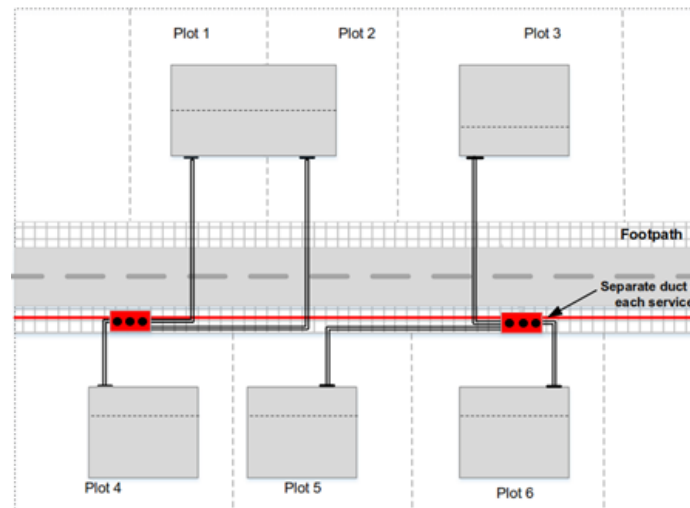 Plot 1
Plot 2
Plot 3
Footpath
Separate duct
each service
Plot 4
Plot 5
Plot 6